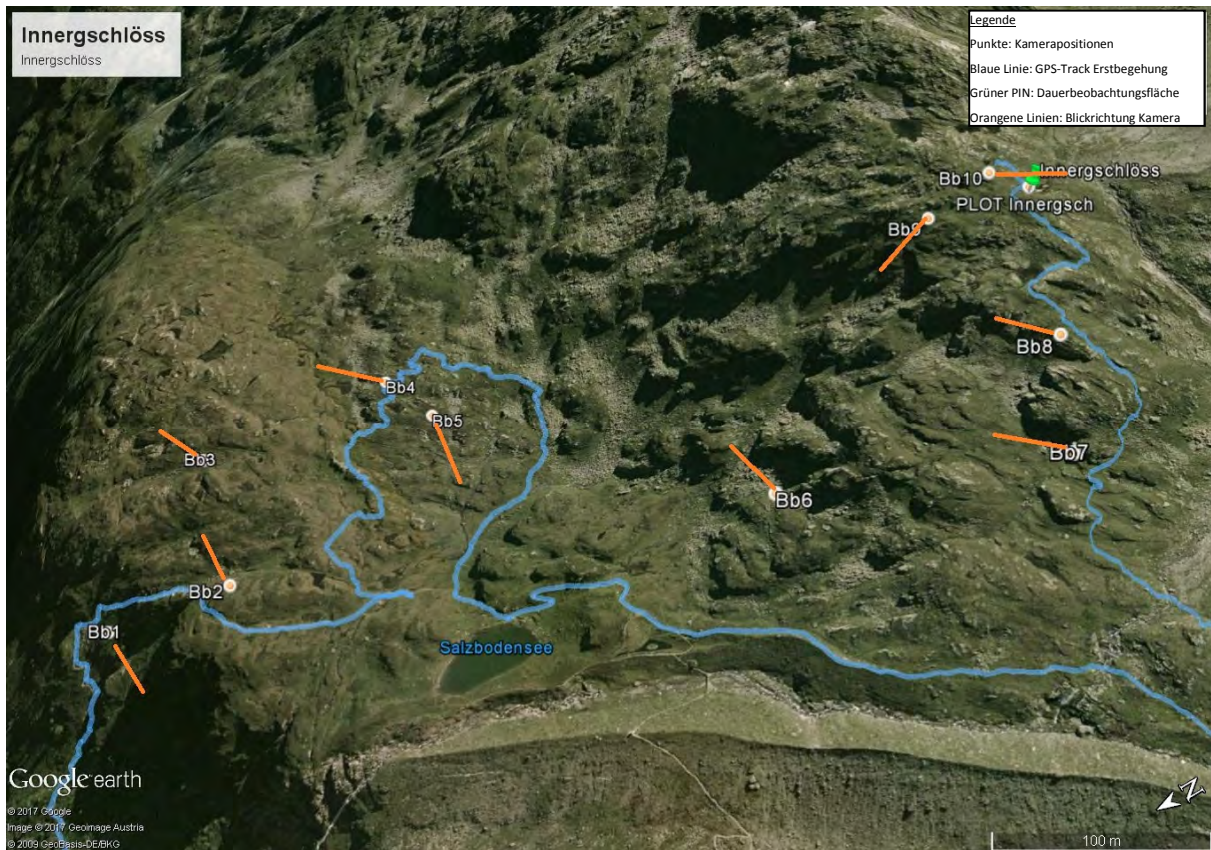 Innergschlöss
Innergschlöss
Legende
Punkte: Kamerapositionen
Blaue Linie: GPS-Track Erstbegehung
Grüner PIN: Dauerbeobachtungsfläche
Orangene Linien: Blickrichtung Kamera
Bb10
Innergschlöss
PLOT Innergsch
Bb9
Bb8
Bb4
Bb5
Bb7
Bb3
Bb6
Bb2
Bb1
Salzbodensee
Google earth
N
© 2017 Google
Image © 2017 Geoimage Austria
© 2009 GeoBasis-DE/BKG
100 m